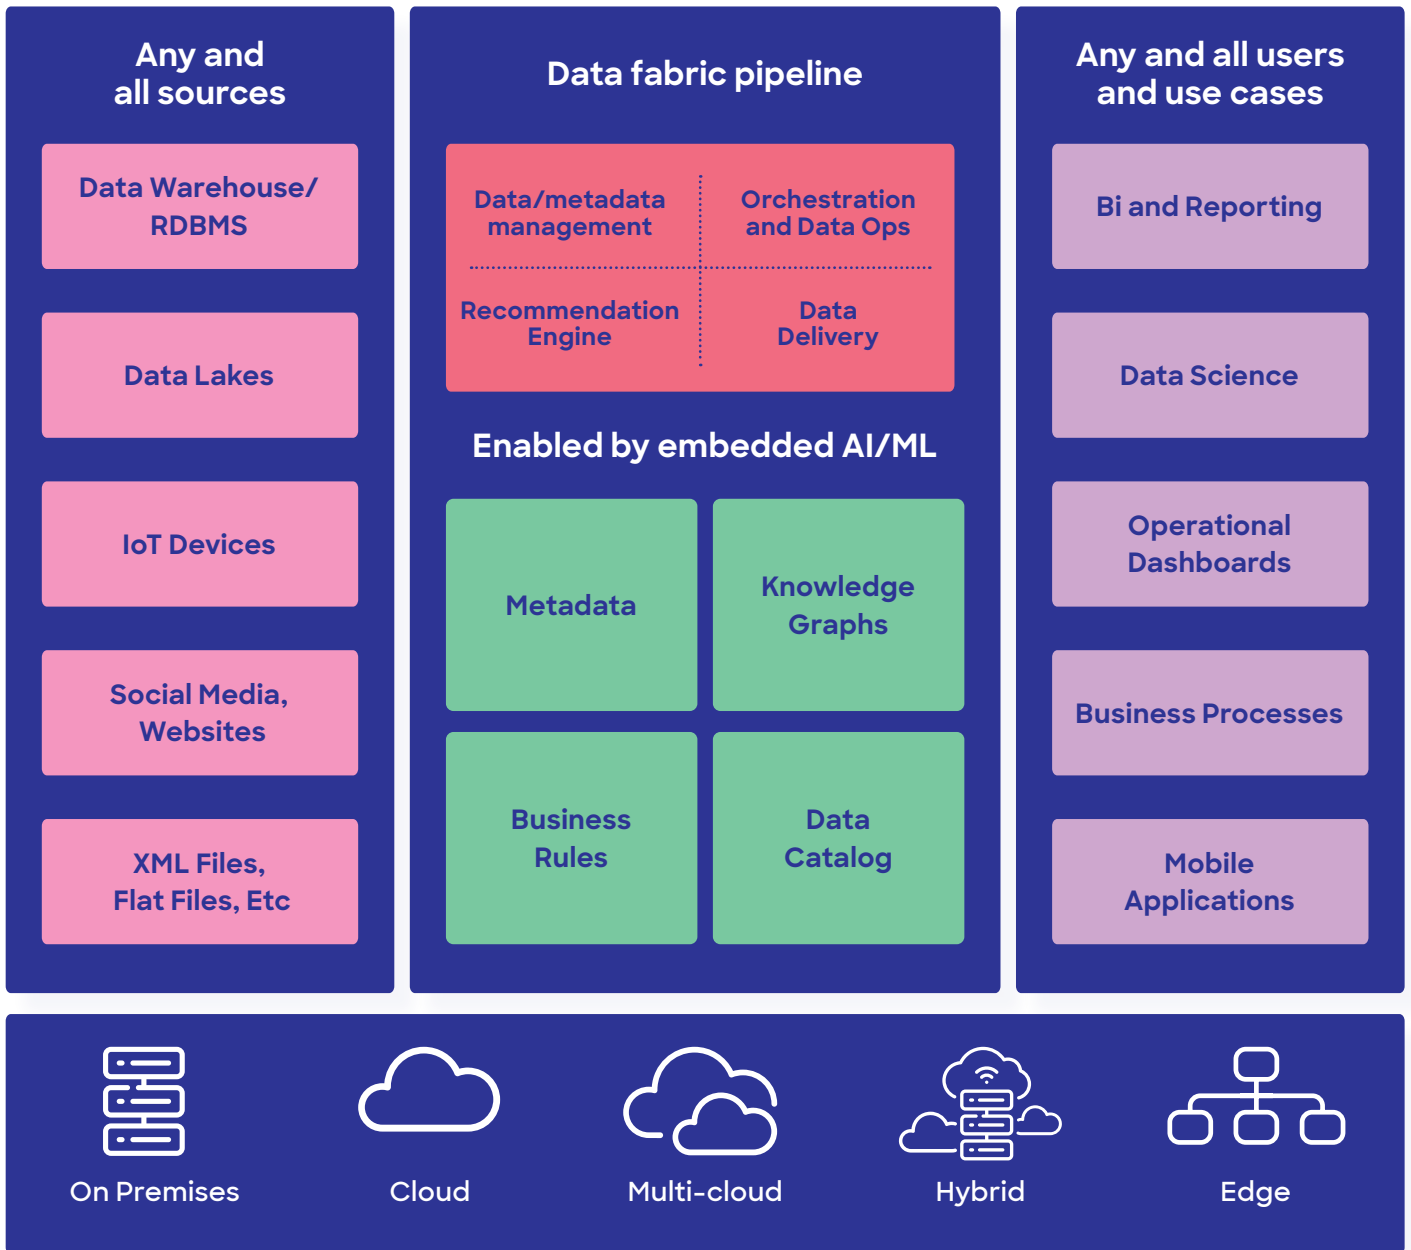 Any and
all sources
Data Warehouse/
RDBMS
Data Lakes
IoT Devices
Social Media,
Websites
XML Files,
Flat Files, Etc
Data fabric pipeline
Data/metadata
management
Orchestration
and Data Ops
Recommendation
Engine
Data
Delivery
Enabled by embedded AI/ML
Metadata
Knowledge
Graphs
Business
Rules
Data
Catalog
Any and all users
and use cases
Bi and Reporting
Data Science
Operational
Dashboards
Business Processes
Mobile
Applications
On Premises
Cloud
Multi-cloud
Hybrid
Edge